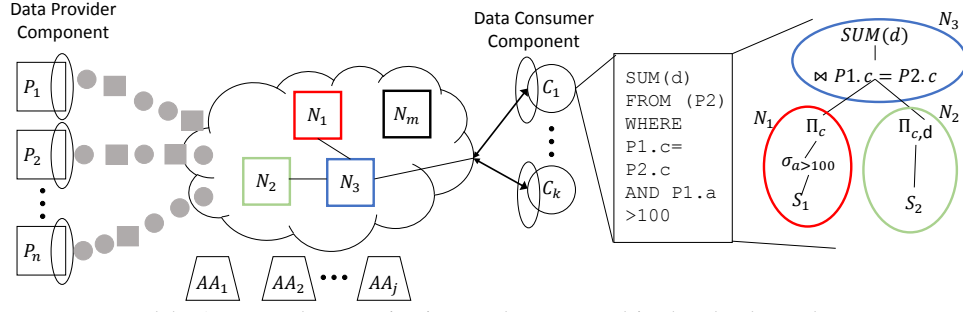 Data Provider
Component
P1
P2
Pn
N1
Nm
N2
N3
AA1
AA2
AAj
Data Consumer
Component
C1
Ck
SUM(d)
FROM (P2)
WHERE
P1.c=
P2.c
AND P1.a
>100
N3
SUM(d)
⋈ P1.c = P2.c
N1
N2
Πc
Πc,d
σa>100
S1
S2